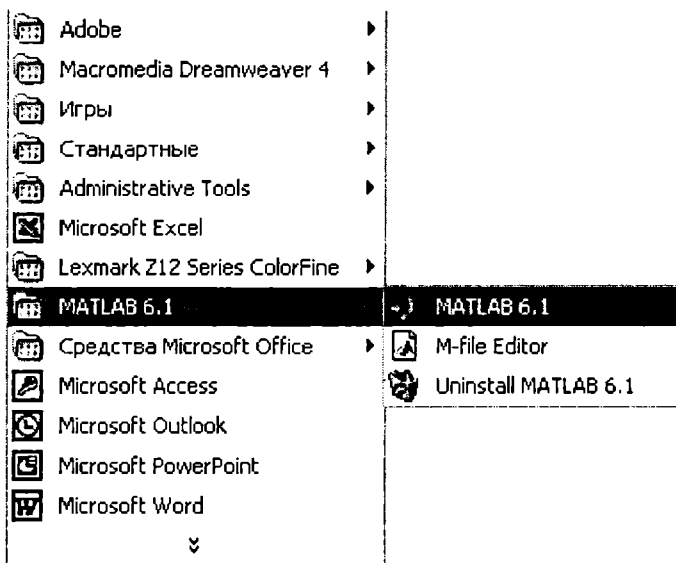 Adobe
Macromedia Dreamweaver 4
Игры
Стандартные
Administrative Tools
Microsoft Excel
Lexmark Z12 Series ColorFine
MATLAB 6.1
Средства Microsoft Office
Microsoft Access
Microsoft Outlook
Microsoft PowerPoint
Microsoft Word
MATLAB 6.1
M-file Editor
Uninstall MATLAB 6.1